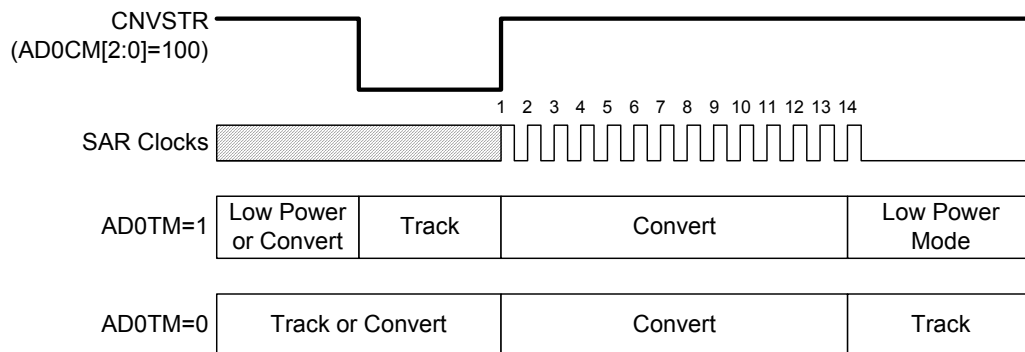 CNVSTR
(AD0CM[2:0]=100)
1 2 3 4 5 6 7 8 9 10 11 12 13 14
SAR Clocks
AD0TM=1
Low Power
or Convert
Track
Convert
Low Power
Mode
AD0TM=0
Track or Convert
Convert
Track